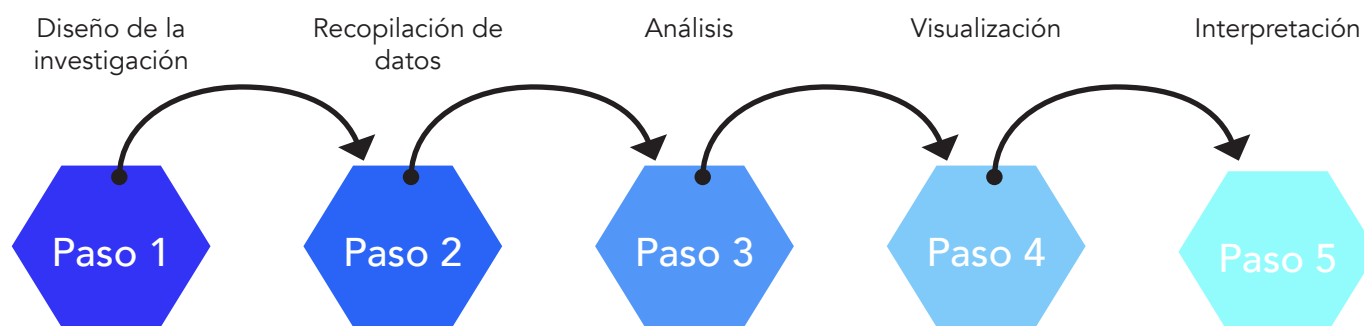 Diseño de la
investigación
Recopilación de
datos
Análisis
Visualización
Interpretación
Paso 1
Paso 2
Paso 3
Paso 4
Paso 5